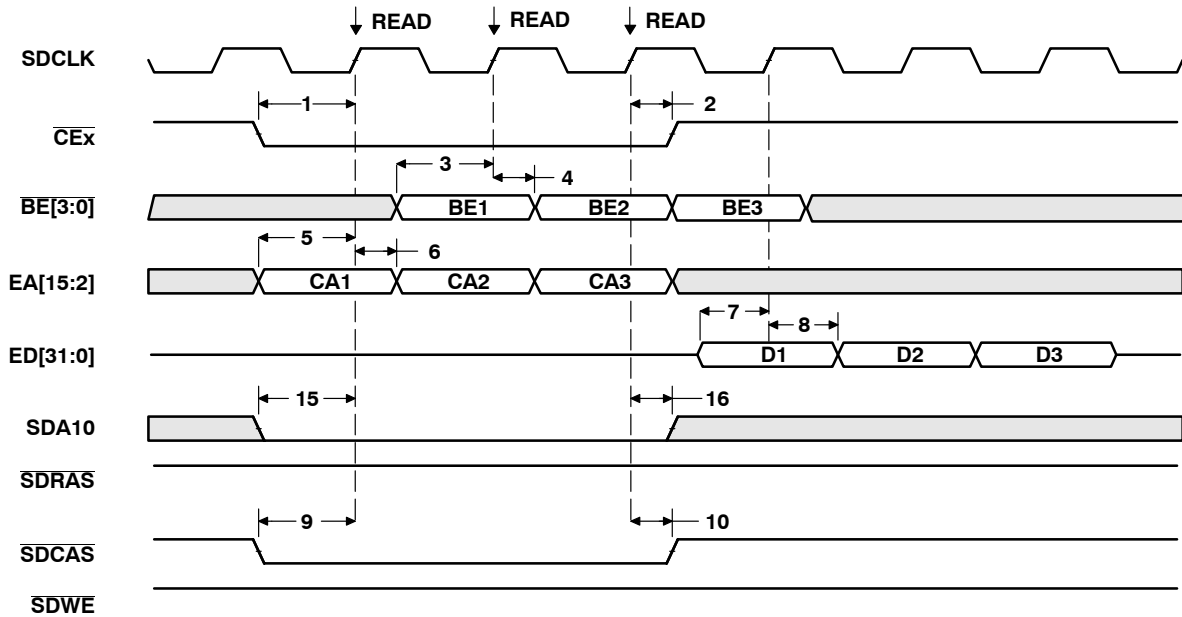 READ READ READ
SDCLK
1 2
CEx
3 4
BE[3:0] BE1 BE2 BE3
5 6
EA[15:2] CA1 CA2 CA3
7 8
ED[31:0] D1 D2 D3
15 16
SDA10
SDRAS
9 10
SDCAS
SDWE